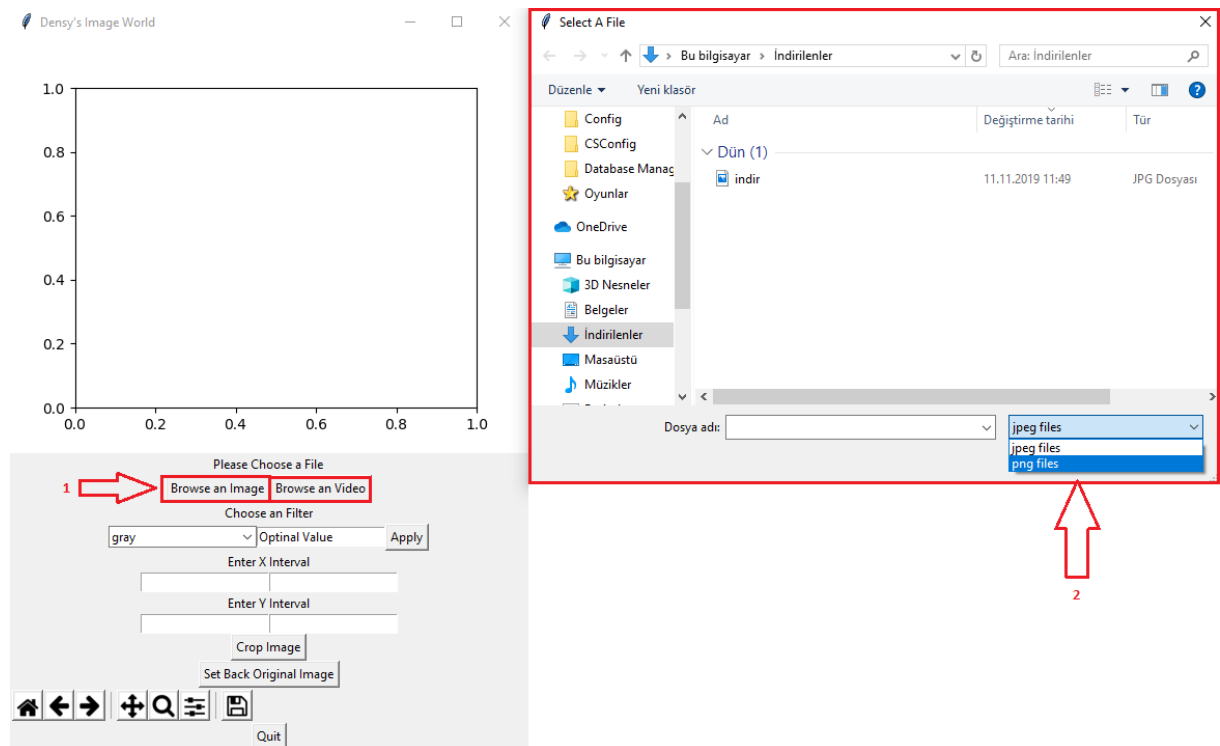 Densy's Image World
1.0
0.8
0.6
0.4
0.2
0.0
0.0 0.2 0.4 0.6 0.8 1.0
Please Choose a File
1 Browse an Image Browse an Video
Choose an Filter
gray Optinal Value Apply
Enter X Interval
Enter Y Interval
Crop Image
Set Back Original Image
Quit
Select A File
Bu bilgisayar > İndirilenler Ara: İndirilenler
Düzenle Yeni klasör
Config
CSConfig
Database Manag
Oyunlar
OneDrive
Bu bilgisayar
3D Nesneler
Belgeler
İndirilenler
Masaüstü
Müzikler
Ad Değiştirme tarihi Tür
Dün (1)
indir 11.11.2019 11:49 JPG Dosyası
Dosya adı: jpeg files
jpeg files
png files
2